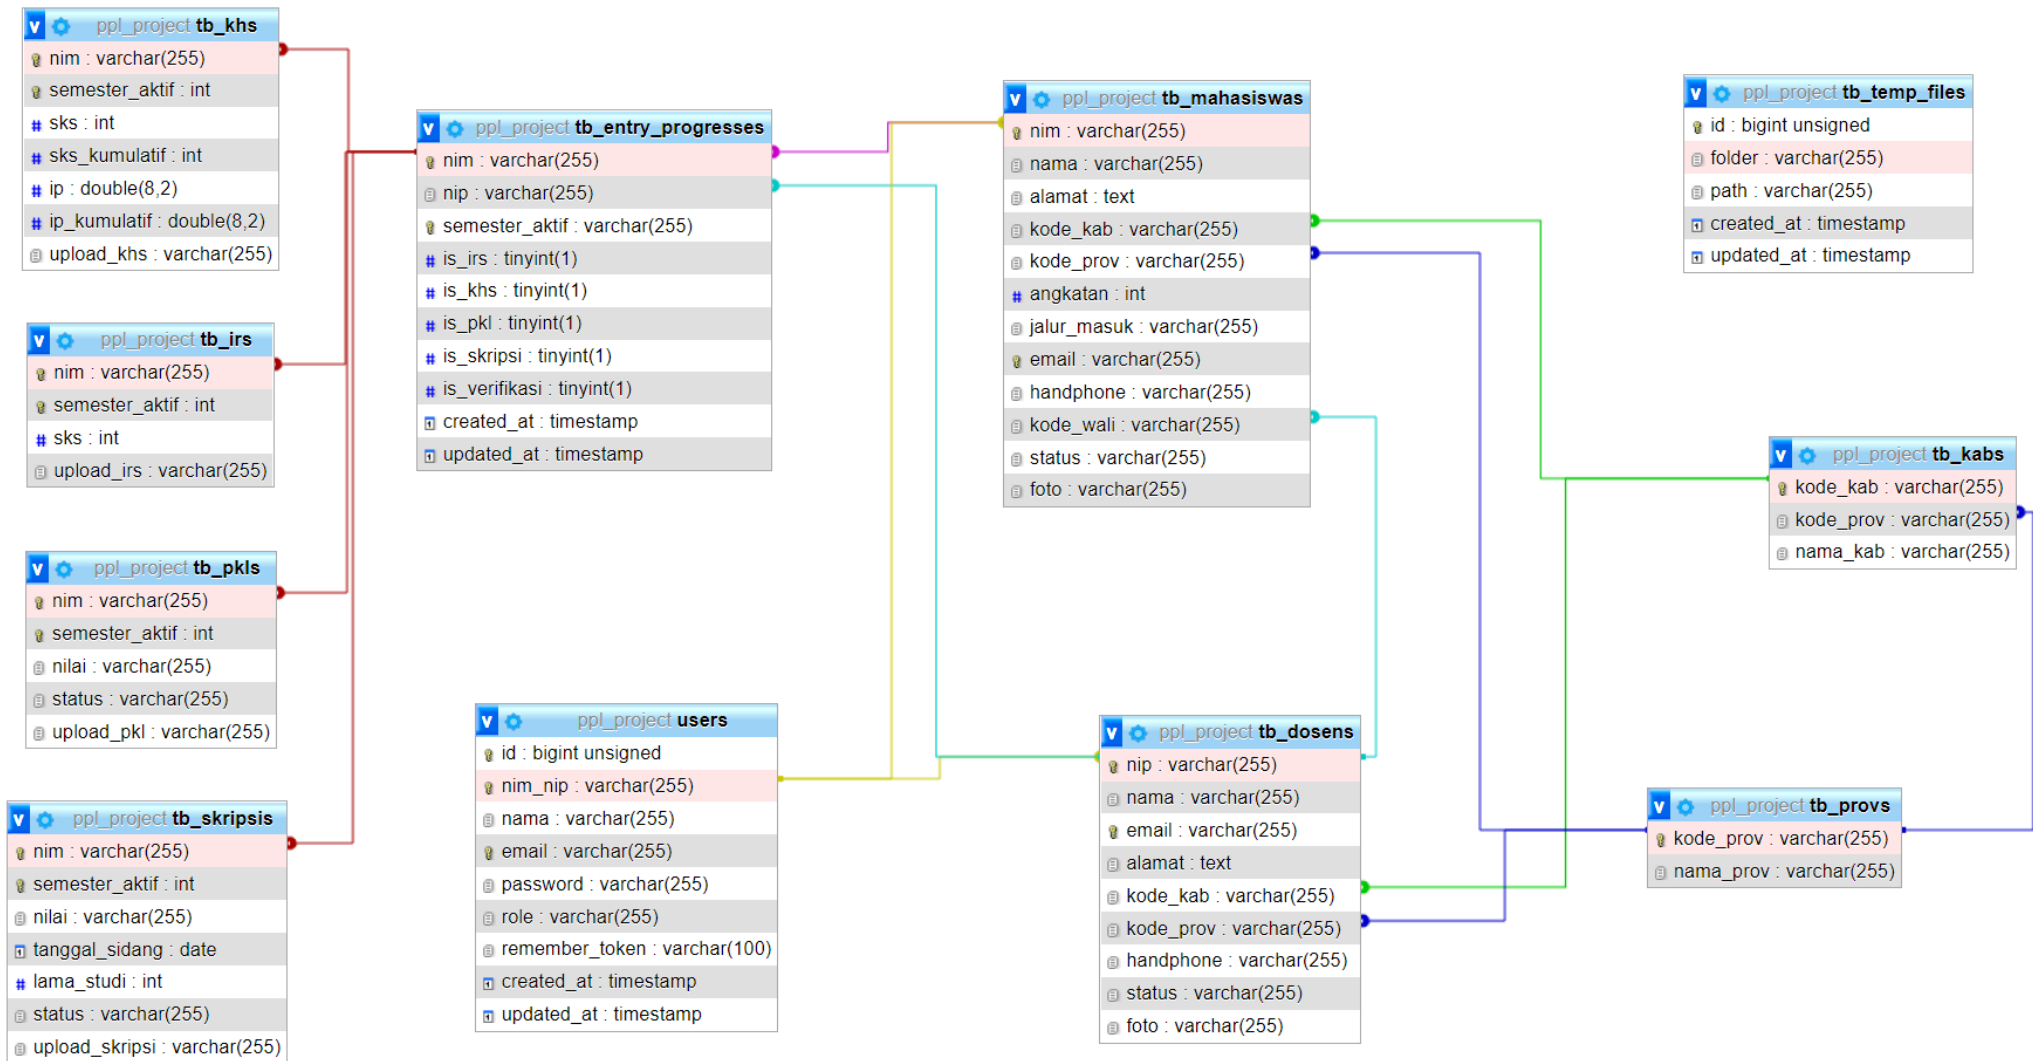 ppl_project tb_khs
nim : varchar(255)
semester_aktif : int
sks : int
sks_kumulatif : int
ip : double(8,2)
ip_kumulatif : double(8,2)
upload_khs : varchar(255)
ppl_project tb_irs
nim : varchar(255)
semester_aktif : int
sks : int
upload_irs : varchar(255)
ppl_project tb_pkls
nim : varchar(255)
semester_aktif : int
nilai : varchar(255)
status : varchar(255)
upload_pkl : varchar(255)
ppl_project tb_skripsis
nim : varchar(255)
semester_aktif : int
nilai : varchar(255)
tanggal_sidang : date
lama_studi : int
status : varchar(255)
upload_skripsi : varchar(255)
ppl_project tb_entry_progresses
nim : varchar(255)
nip : varchar(255)
semester_aktif : varchar(255)
is_irs : tinyint(1)
is_khs : tinyint(1)
is_pkl : tinyint(1)
is_skripsi : tinyint(1)
is_verifikasi : tinyint(1)
created_at : timestamp
updated_at : timestamp
ppl_project users
id : bigint unsigned
nim_nip : varchar(255)
nama : varchar(255)
email : varchar(255)
password : varchar(255)
role : varchar(255)
remember_token : varchar(100)
created_at : timestamp
updated_at : timestamp
ppl_project tb_mahasiswas
nim : varchar(255)
nama : varchar(255)
alamat : text
kode_kab : varchar(255)
kode_prov : varchar(255)
angkatan : int
jalur_masuk : varchar(255)
email : varchar(255)
handphone : varchar(255)
kode_wali : varchar(255)
status : varchar(255)
foto : varchar(255)
ppl_project tb_dosens
nip : varchar(255)
nama : varchar(255)
email : varchar(255)
alamat : text
kode_kab : varchar(255)
kode_prov : varchar(255)
handphone : varchar(255)
status : varchar(255)
foto : varchar(255)
ppl_project tb_temp_files
id : bigint unsigned
folder : varchar(255)
path : varchar(255)
created_at : timestamp
updated_at : timestamp
ppl_project tb_kabs
kode_kab : varchar(255)
kode_prov : varchar(255)
nama_kab : varchar(255)
ppl_project tb_provs
kode_prov : varchar(255)
nama_prov : varchar(255)